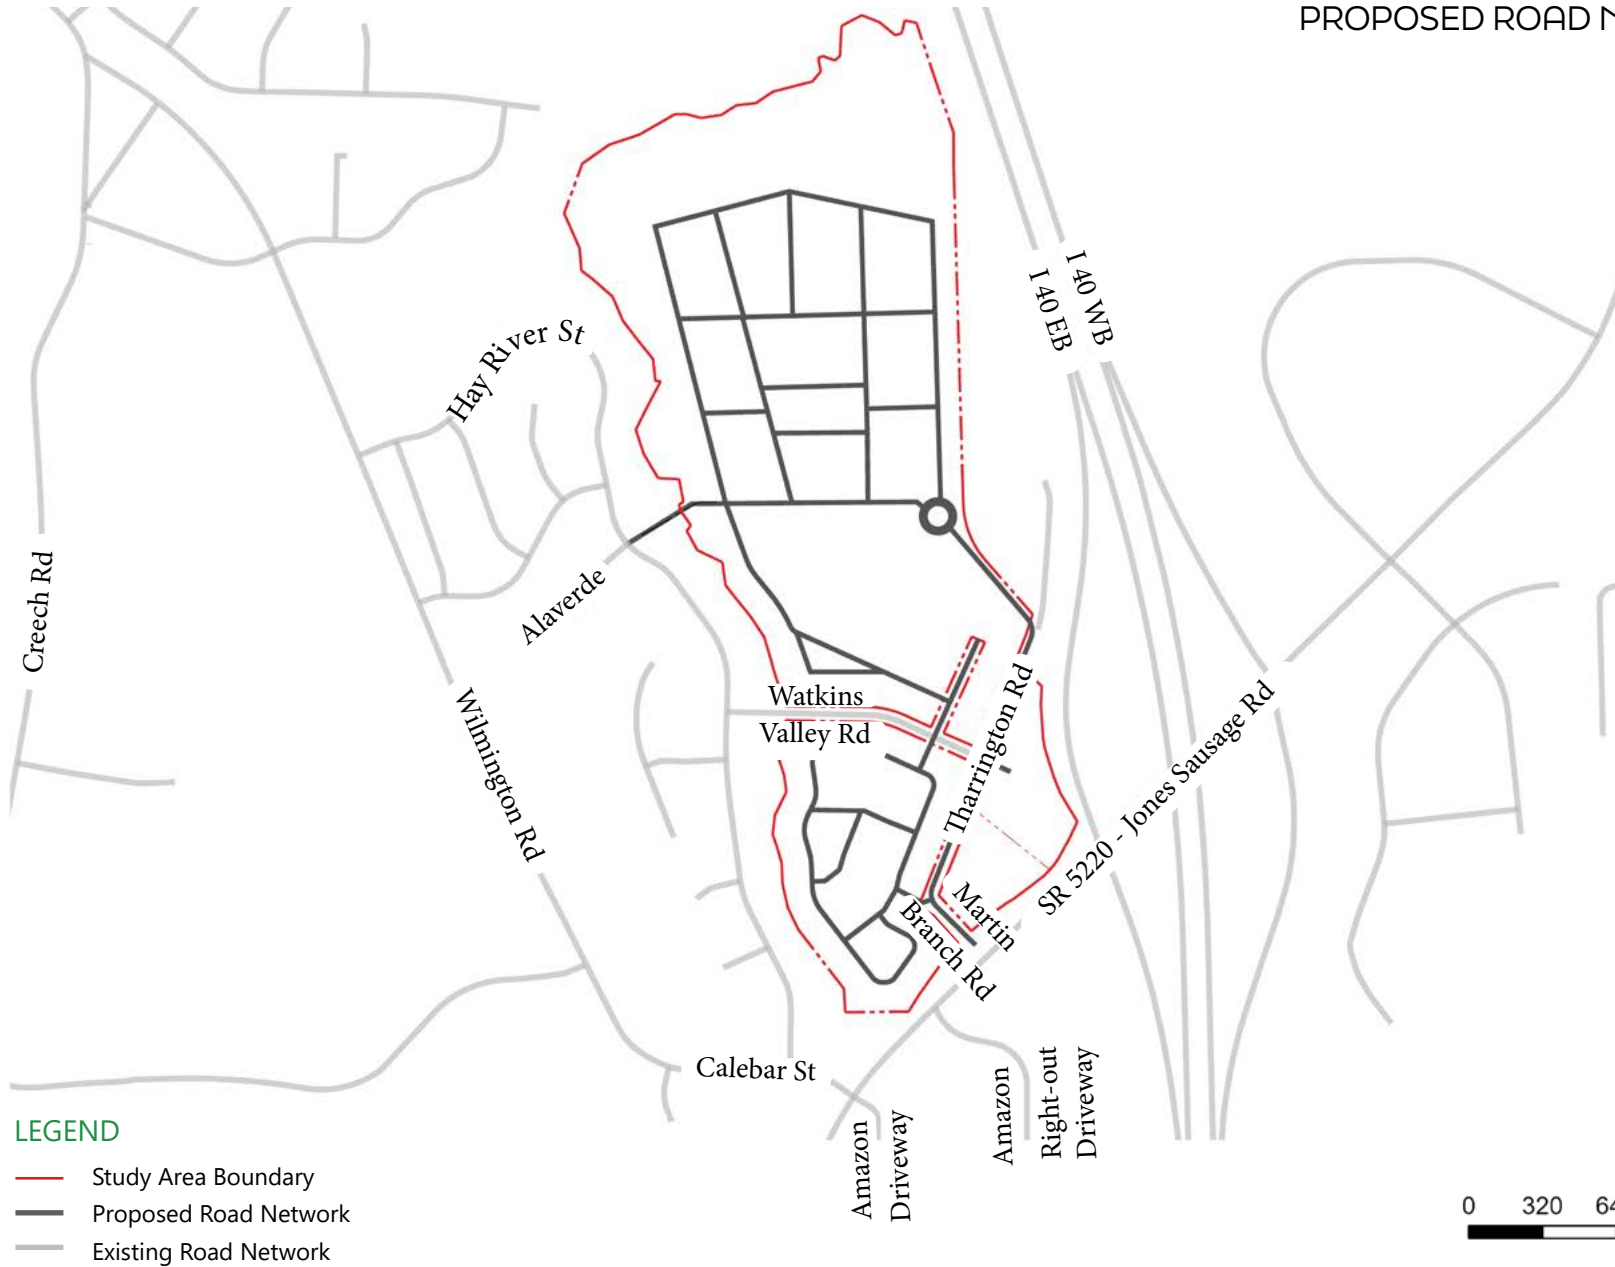 PROPOSED ROAD N
I 40 WB
I 40 EB
Hay River St
Creech Rd
Alaverde
Watkins
Valley Rd
Tharrington Rd
Wilmington Rd
SR 5220 - Jones Sausage Rd
Martin
Branch Rd
Calebar St
Amazon
Driveway
Amazon
Right-out
Driveway
LEGEND
Study Area Boundary
Proposed Road Network
Existing Road Network
0 320 64